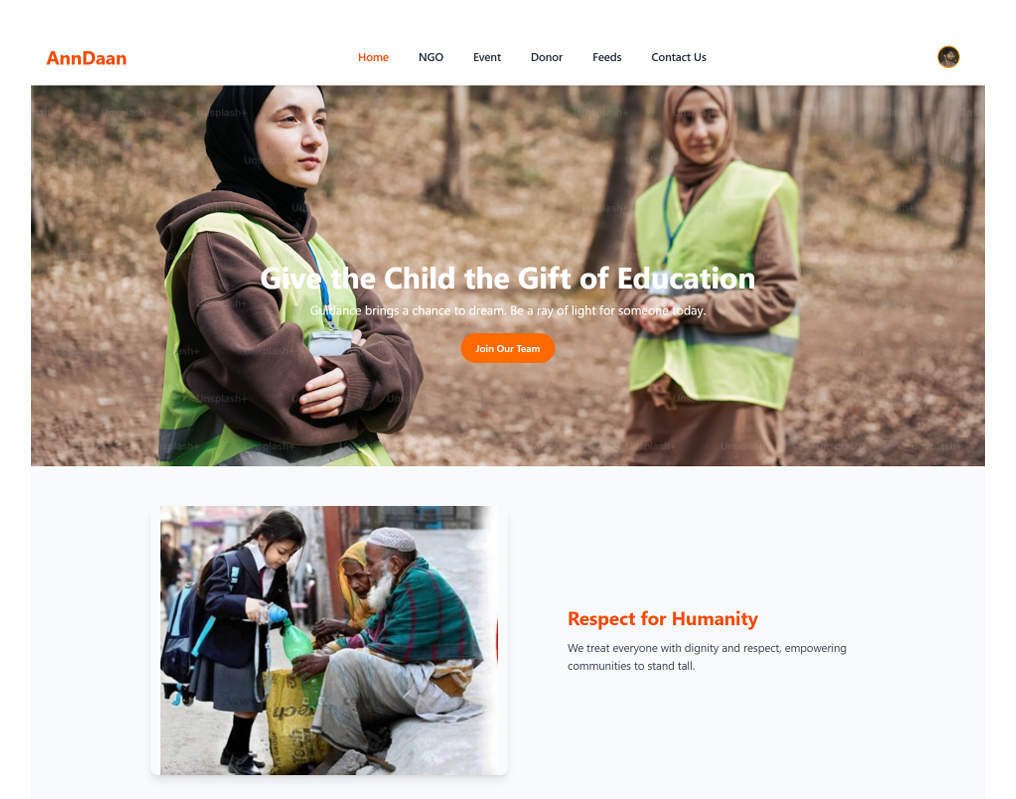 AnnDaan
Home NGO Event Donor Feeds Contact Us
Unsplash+
Give the Child the Gift of Education
Guidance brings a chance to dream. Be a ray of light for someone today.
Join Our Team
Respect for Humanity
We treat everyone with dignity and respect, empowering
communities to stand tall.